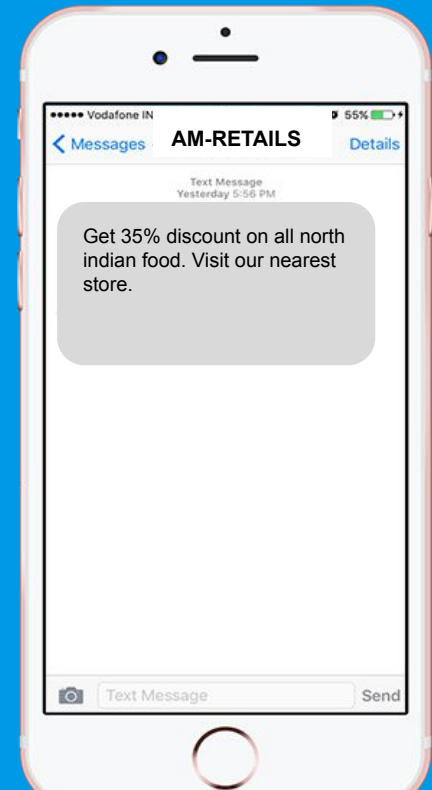 Vodafone IN
55%
Messages
AM-RETAILS
Details
Text Message
Yesterday 5:56 PM
Get 35% discount on all north
indian food. Visit our nearest
store.
Text Message
Send